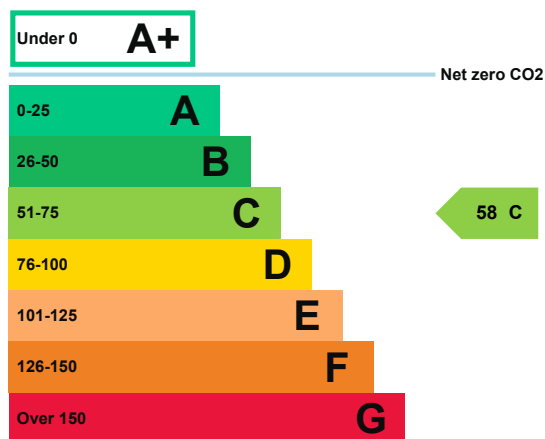 Under 0 A+
Net zero CO2
0-25 A
26-50 B
51-75 C
58 C
76-100 D
101-125 E
126-150 F
Over 150 G